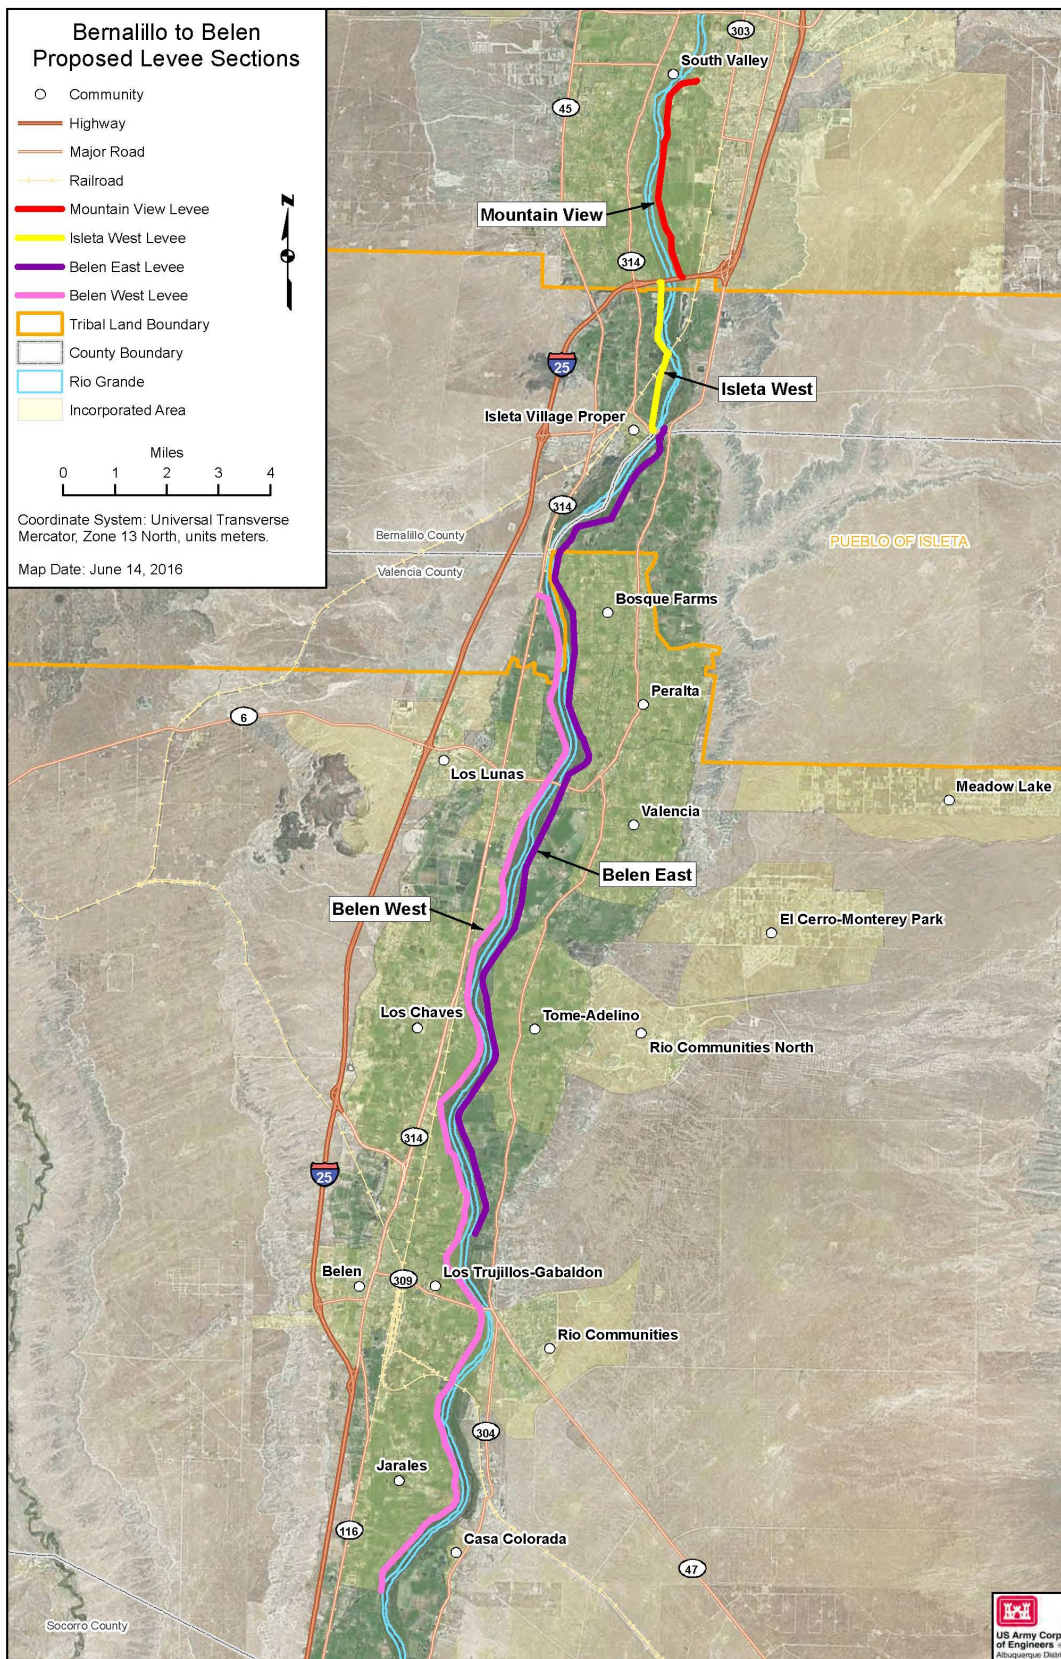 Bernalillo to Belen
Proposed Levee Sections
Community
Highway
Major Road
Railroad
Mountain View Levee
Isleta West Levee
Belen East Levee
Belen West Levee
Tribal Land Boundary
County Boundary
Rio Grande
Incorporated Area
N
Miles
0 1 2 3 4
Coordinate System: Universal Transverse
Mercator, Zone 13 North, units meters.
Map Date: June 14, 2016
303
South Valley
45
Mountain View
314
25
Isleta West
Isleta Village Proper
314
Bernalillo County
PUEBLO OF ISLETA
Valencia County
Bosque Farms
Peralta
6
Los Lunas
Meadow Lake
Valencia
Belen East
Belen West
El Cerro-Monterey Park
Los Chaves
Tome-Adelino
Rio Communities North
314
25
Belen
309
Los Trujillos-Gabaldon
Rio Communities
304
Jarales
116
Casa Colorada
47
Socorro County
US Army Corp
of Engineers
Albuquerque Dist